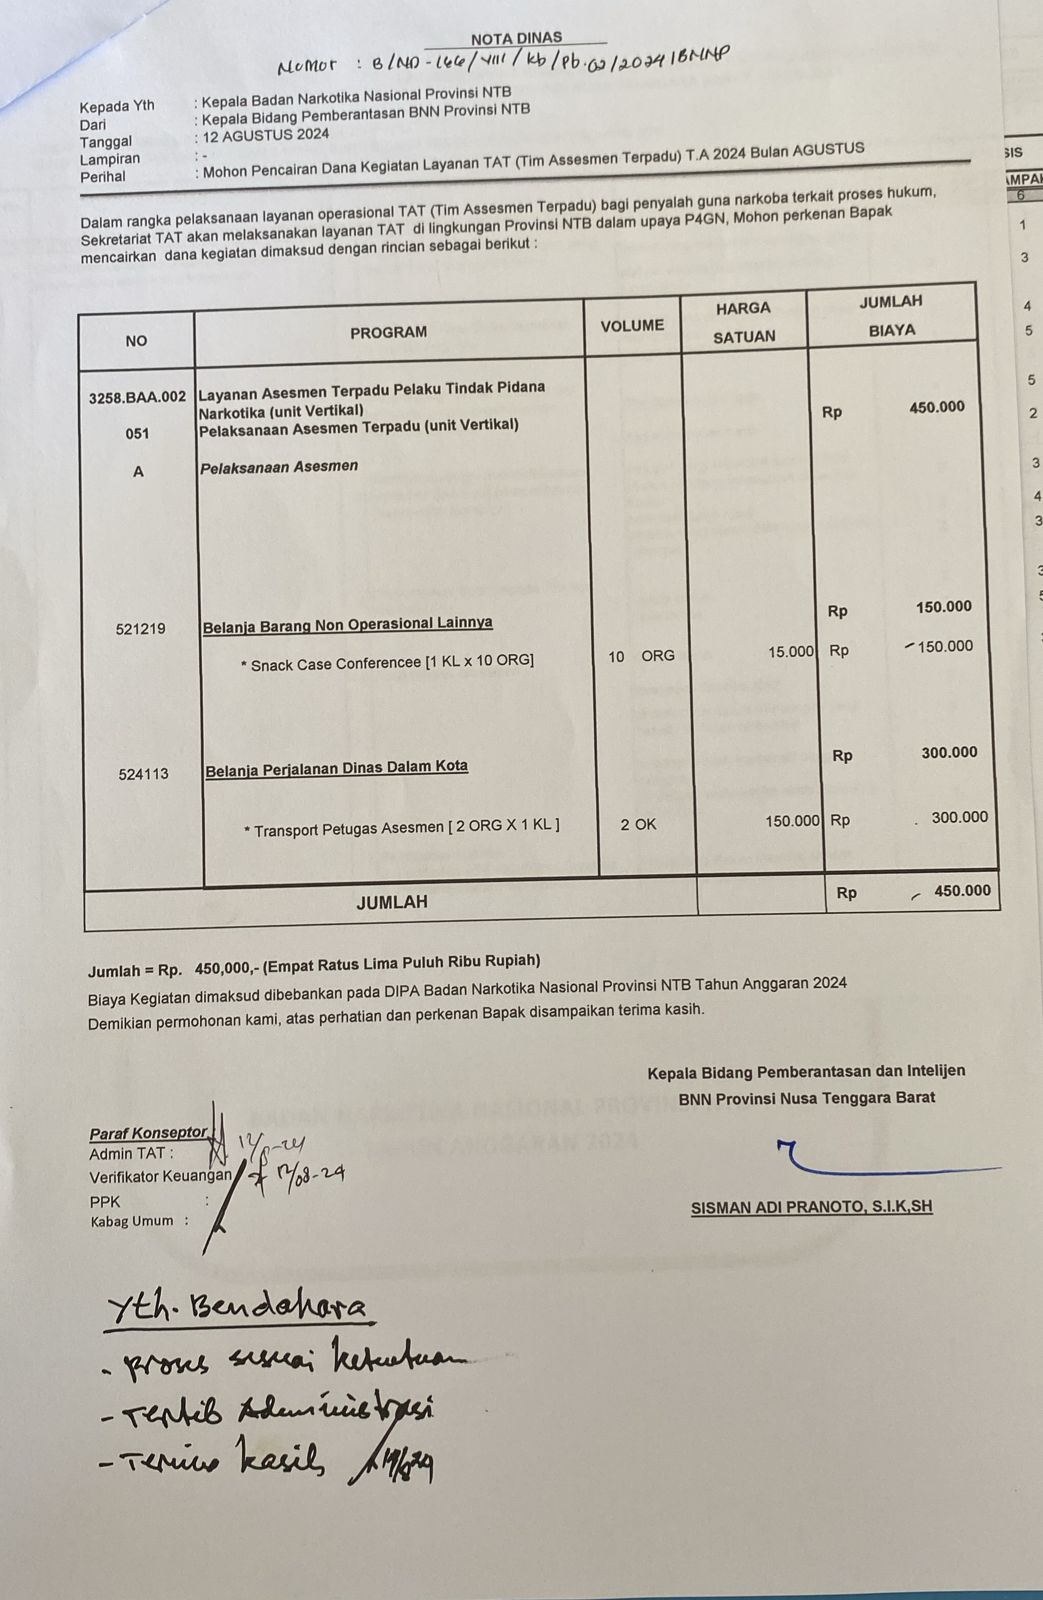 NOTA DINAS
Nomor : B/ND-166/VIII/kb/Pb.02/2024/BNNP
Kepada Yth : Kepala Badan Narkotika Nasional Provinsi NTB
Dari : Kepala Bidang Pemberantasan BNN Provinsi NTB
Tanggal : 12 AGUSTUS 2024
Lampiran : -
Perihal : Mohon Pencairan Dana Kegiatan Layanan TAT (Tim Assesmen Terpadu) T.A 2024 Bulan AGUSTUS
Dalam rangka pelaksanaan layanan operasional TAT (Tim Assesmen Terpadu) bagi penyalah guna narkoba terkait proses hukum,
Sekretariat TAT akan melaksanakan layanan TAT di lingkungan Provinsi NTB dalam upaya P4GN, Mohon perkenan Bapak
mencairkan dana kegiatan dimaksud dengan rincian sebagai berikut :
NO PROGRAM VOLUME HARGA SATUAN JUMLAH BIAYA
3258.BAA.002 Layanan Asesmen Terpadu Pelaku Tindak Pidana
Narkotika (unit Vertikal) Rp 450.000
051 Pelaksanaan Asesmen Terpadu (unit Vertikal)
A Pelaksanaan Asesmen
521219 Belanja Barang Non Operasional Lainnya Rp 150.000
* Snack Case Conferencee [1 KL x 10 ORG] 10 ORG 15.000 Rp 150.000
524113 Belanja Perjalanan Dinas Dalam Kota Rp 300.000
* Transport Petugas Asesmen [ 2 ORG X 1 KL ] 2 OK 150.000 Rp 300.000
JUMLAH Rp 450.000
Jumlah = Rp. 450,000,- (Empat Ratus Lima Puluh Ribu Rupiah)
Biaya Kegiatan dimaksud dibebankan pada DIPA Badan Narkotika Nasional Provinsi NTB Tahun Anggaran 2024
Demikian permohonan kami, atas perhatian dan perkenan Bapak disampaikan terima kasih.
Kepala Bidang Pemberantasan dan Intelijen
BNN Provinsi Nusa Tenggara Barat
Paraf Konseptor
Admin TAT : 12/8-24
Verifikator Keuangan 12/08-24
PPK :
Kabag Umum :
SISMAN ADI PRANOTO, S.I.K,SH
Yth. Bendahara
- proses sesuai ketentuan
- Tertib Administrasi
- Terima kasih
SIS
AMPAK
6
1
3
4
5
5
2
3
4
3